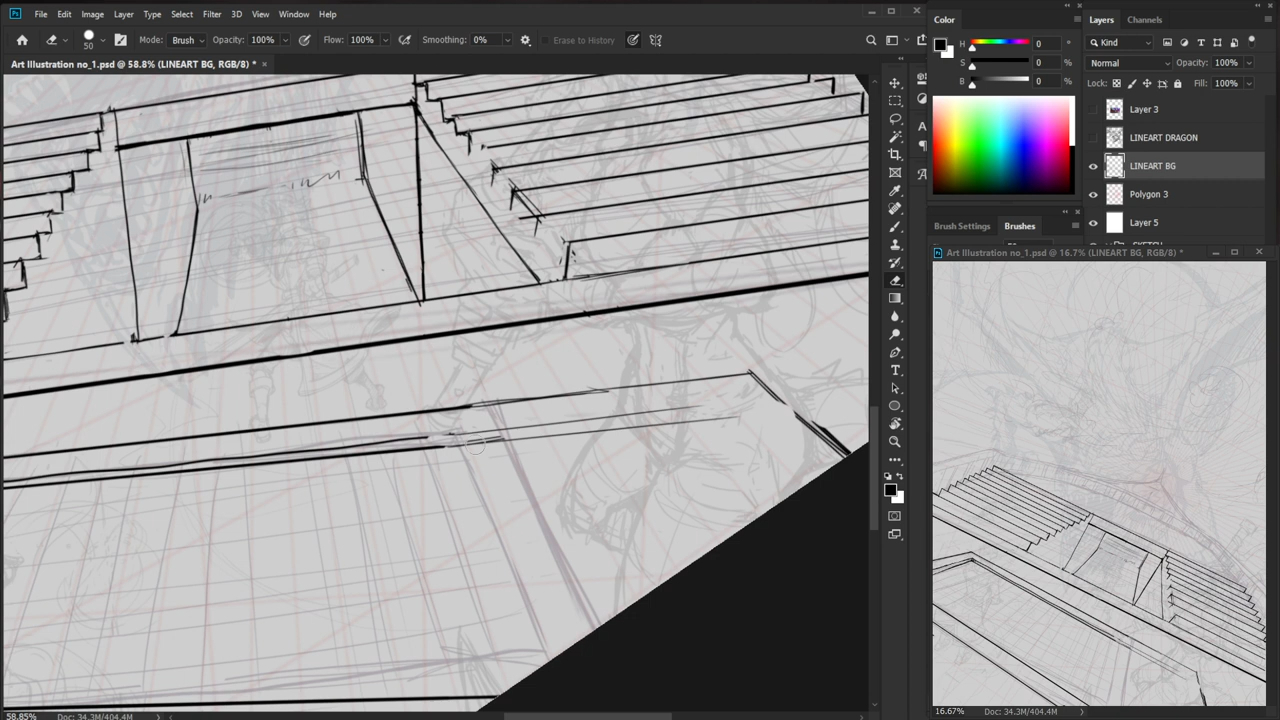 File Edit Image Layer Type Select Filter 3D View Window Help
50 Mode: Brush Opacity: 100% Flow: 100% Smoothing: 0% Erase to History
Art Illustration no_1.psd @ 58.8% (LINEART BG, RGB/8) *
Color
H 0 °
S 0 %
B 0 %
Layers Channels
Kind
Normal Opacity: 100%
Lock: Fill: 100%
Layer 3
LINEART DRAGON
LINEART BG
Polygon 3
Layer 5
SKETCH
Brush Settings Brushes
Art Illustration no_1.psd @ 16.7% (LINEART BG, RGB/8) *
58.85% Doc: 34.3M/404.4M
16.67% Doc: 34.3M/404.4M